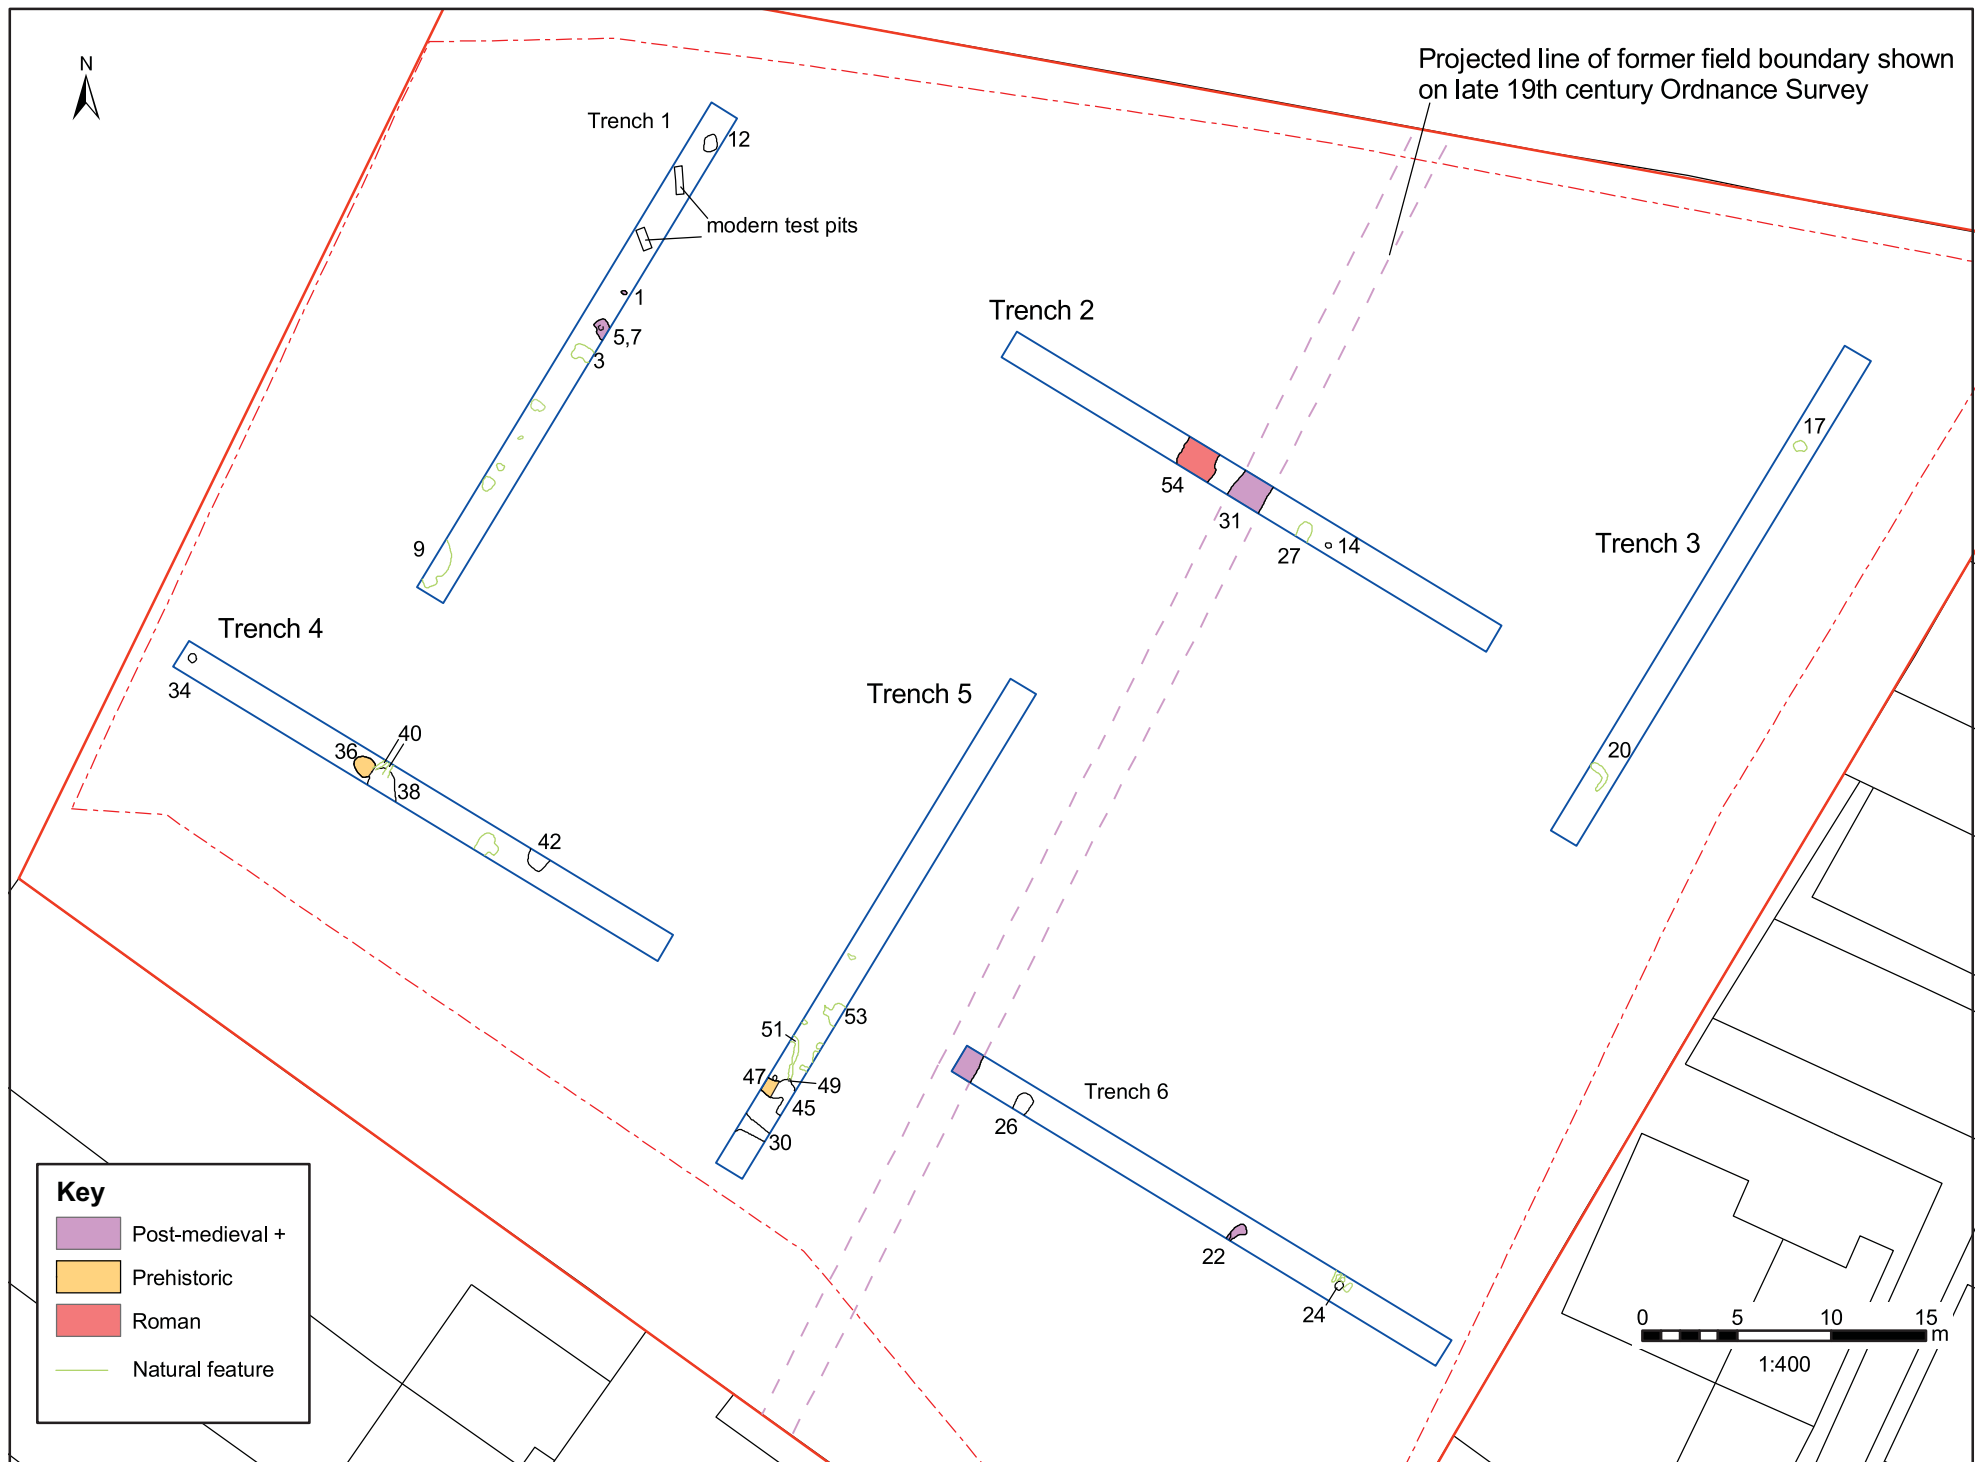 N
Projected line of former field boundary shown
on late 19th century Ordnance Survey
Trench 1
12
modern test pits
1
5,7
3
9
Trench 2
54
31
27
14
Trench 3
17
20
Trench 4
34
36
40
38
42
Trench 5
51
53
47
49
45
30
Trench 6
26
22
24
Key
Post-medieval +
Prehistoric
Roman
Natural feature
0 5 10 15
m
1:400